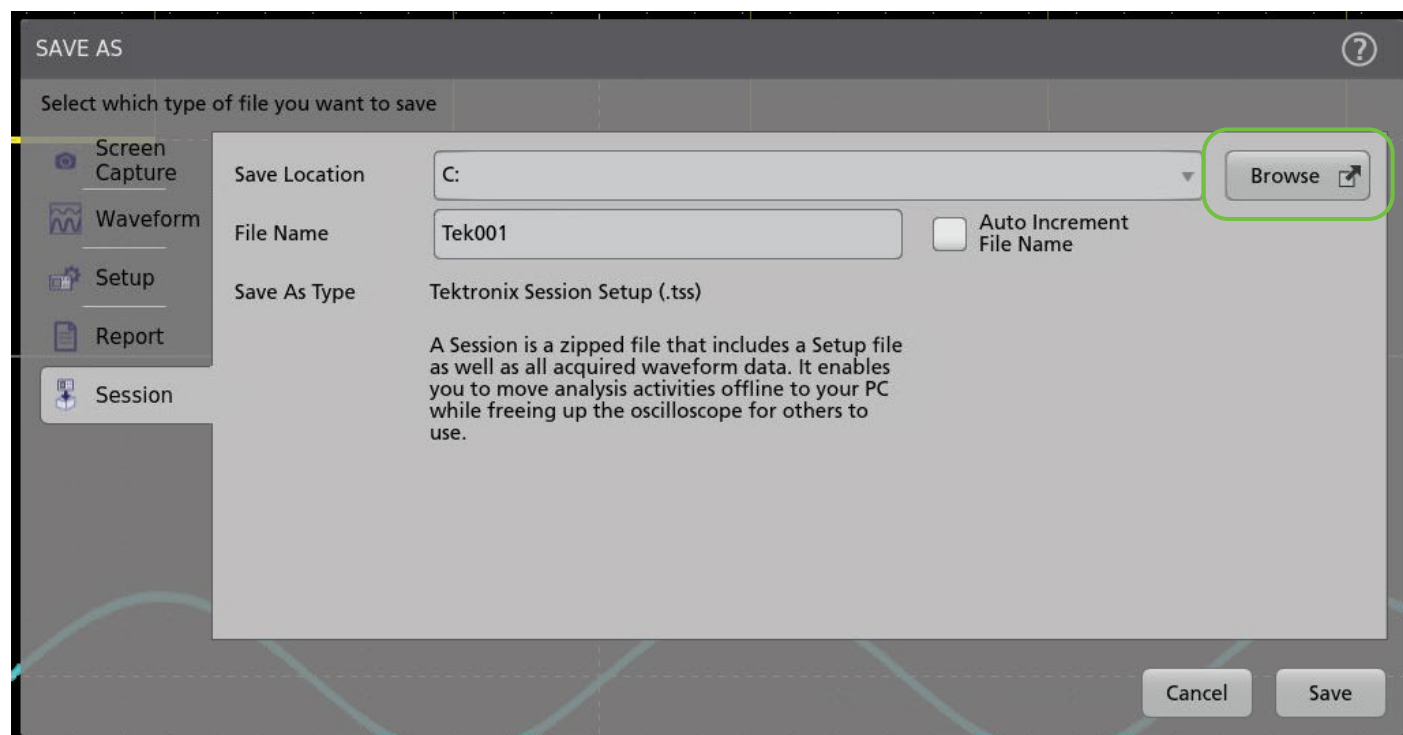 SAVE AS
?
Select which type of file you want to save
Screen
Capture
Waveform
Setup
Report
Session
Save Location
C:
Browse
File Name
Tek001
Auto Increment
File Name
Save As Type
Tektronix Session Setup (.tss)
A Session is a zipped file that includes a Setup file
as well as all acquired waveform data. It enables
you to move analysis activities offline to your PC
while freeing up the oscilloscope for others to
use.
Cancel
Save